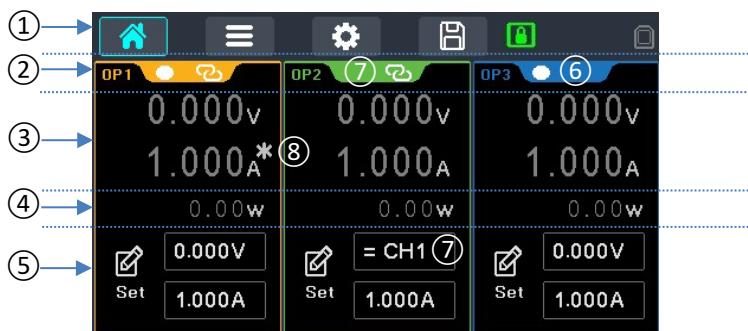 ①
②
OP1 OP2 ⑦ OP3 ⑥
0.000V 0.000V 0.000V
③
1.000A* ⑧ 1.000A 1.000A
④ 0.00W 0.00W 0.00W
0.000V = CH1 ⑦ 0.000V
⑤
Set 1.000A Set 1.000A Set 1.000A